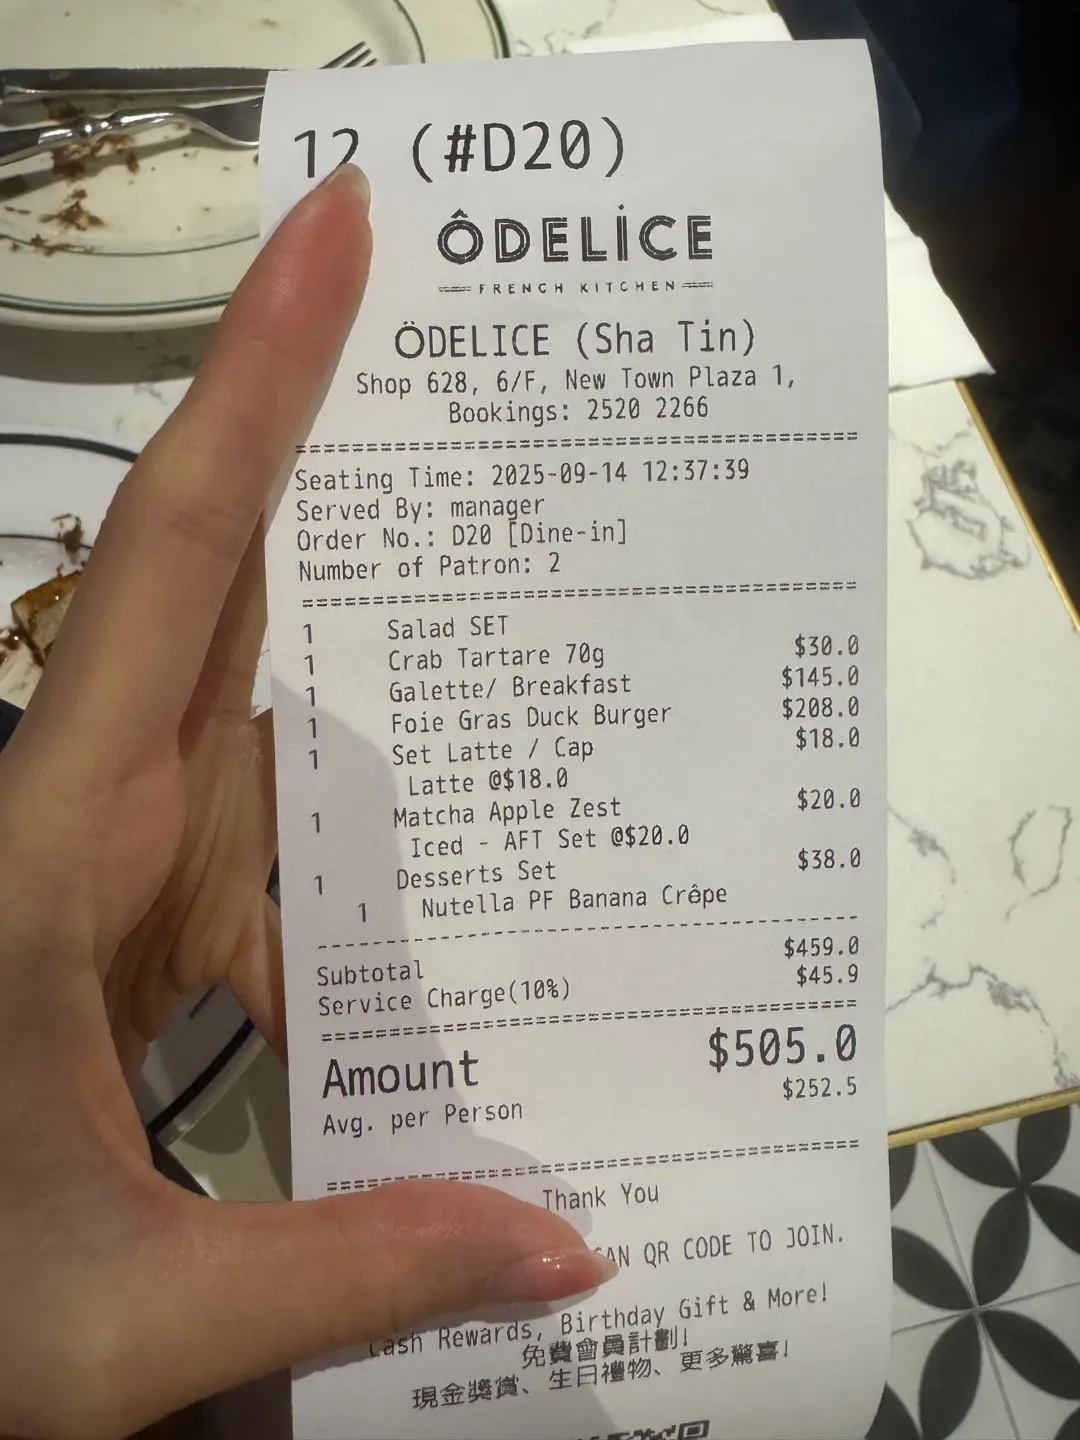 12 (#D20)
ÔDELİCE
FRENCH KITCHEN
ÖDELICE (Sha Tin)
Shop 628, 6/F, New Town Plaza 1,
Bookings: 2520 2266
========================================
Seating Time: 2025-09-14 12:37:39
Served By: manager
Order No.: D20 [Dine-in]
Number of Patron: 2
========================================
1 Salad SET
1 Crab Tartare 70g $30.0
1 Galette/ Breakfast $145.0
1 Foie Gras Duck Burger $208.0
1 Set Latte / Cap $18.0
Latte @$18.0
1 Matcha Apple Zest $20.0
Iced - AFT Set @$20.0
1 Desserts Set $38.0
1 Nutella PF Banana Crêpe
----------------------------------------
Subtotal $459.0
Service Charge(10%) $45.9
========================================
Amount $505.0
Avg. per Person $252.5
========================================
Thank You
QR CODE TO JOIN.
Cash Rewards, Birthday Gift & More!
免費會員計劃!
現金獎賞、生日禮物、更多驚喜!